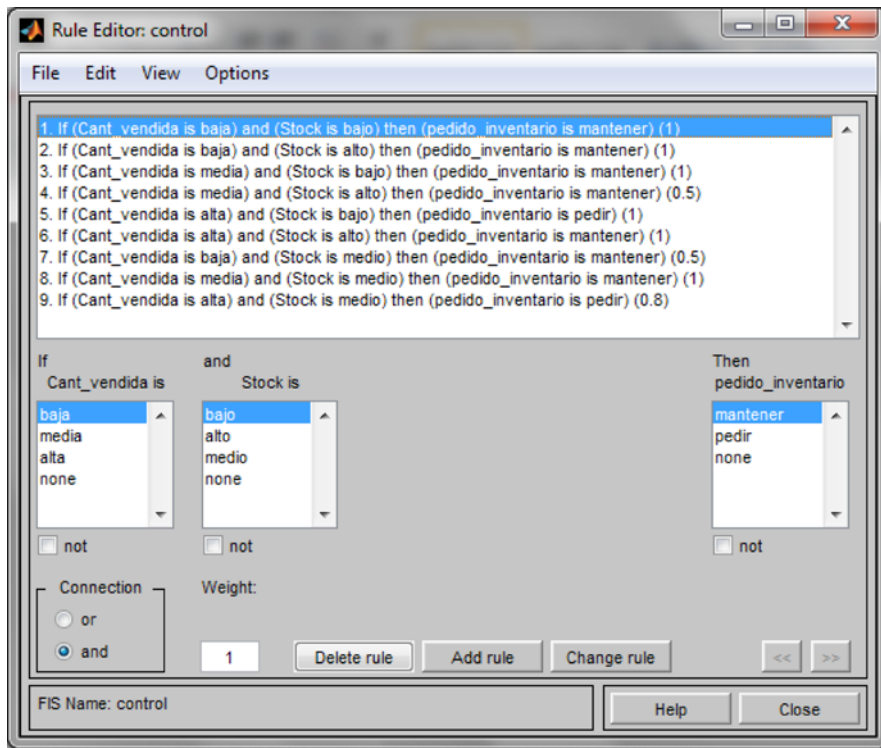 Rule Editor: control
File Edit View Options
1. If (Cant_vendida is baja) and (Stock is bajo) then (pedido_inventario is mantener) (1)
2. If (Cant_vendida is baja) and (Stock is alto) then (pedido_inventario is mantener) (1)
3. If (Cant_vendida is media) and (Stock is bajo) then (pedido_inventario is mantener) (1)
4. If (Cant_vendida is media) and (Stock is alto) then (pedido_inventario is mantener) (0.5)
5. If (Cant_vendida is alta) and (Stock is bajo) then (pedido_inventario is pedir) (1)
6. If (Cant_vendida is alta) and (Stock is alto) then (pedido_inventario is mantener) (1)
7. If (Cant_vendida is baja) and (Stock is medio) then (pedido_inventario is mantener) (0.5)
8. If (Cant_vendida is media) and (Stock is medio) then (pedido_inventario is mantener) (1)
9. If (Cant_vendida is alta) and (Stock is medio) then (pedido_inventario is pedir) (0.8)
If and Then
Cant_vendida is Stock is pedido_inventario
baja bajo mantener
media alto pedir
alta medio none
none none
not not not
Connection Weight:
or
and 1 Delete rule Add rule Change rule << >>
FIS Name: control Help Close